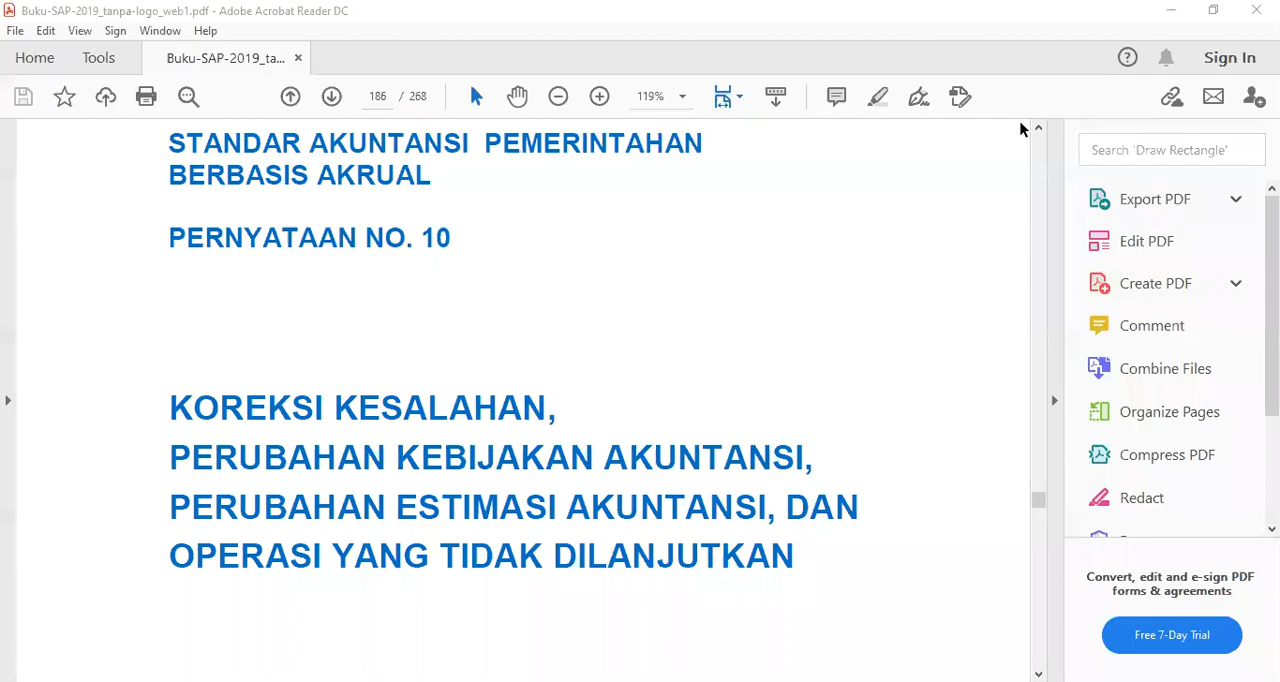 Buku-SAP-2019_tanpa-logo_web1.pdf - Adobe Acrobat Reader DC
File Edit View Sign Window Help
Home Tools Buku-SAP-2019_ta... × Sign In
186 / 268 119%
STANDAR AKUNTANSI PEMERINTAHAN
BERBASIS AKRUAL
PERNYATAAN NO. 10
KOREKSI KESALAHAN,
PERUBAHAN KEBIJAKAN AKUNTANSI,
PERUBAHAN ESTIMASI AKUNTANSI, DAN
OPERASI YANG TIDAK DILANJUTKAN
Search 'Draw Rectangle'
Export PDF
Edit PDF
Create PDF
Comment
Combine Files
Organize Pages
Compress PDF
Redact
Convert, edit and e-sign PDF
forms & agreements
Free 7-Day Trial